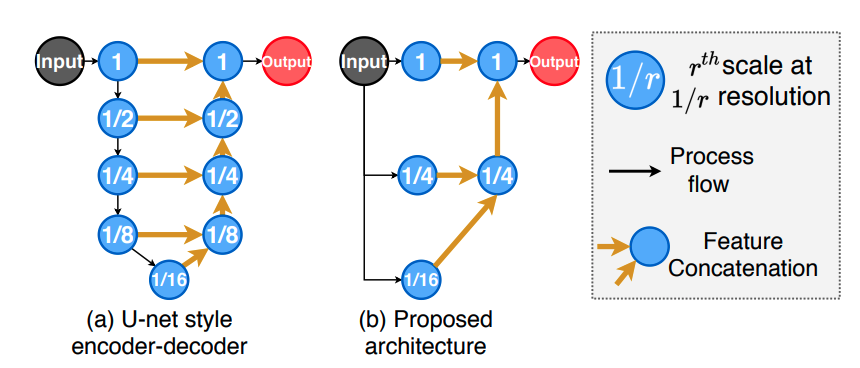 Input
1
1
Output
1/2
1/2
1/4
1/4
1/8
1/8
1/16
(a) U-net style
encoder-decoder
Input
1
1
Output
1/4
1/4
1/16
(b) Proposed
architecture
1/r
rth scale at
1/r resolution
Process
flow
Feature
Concatenation